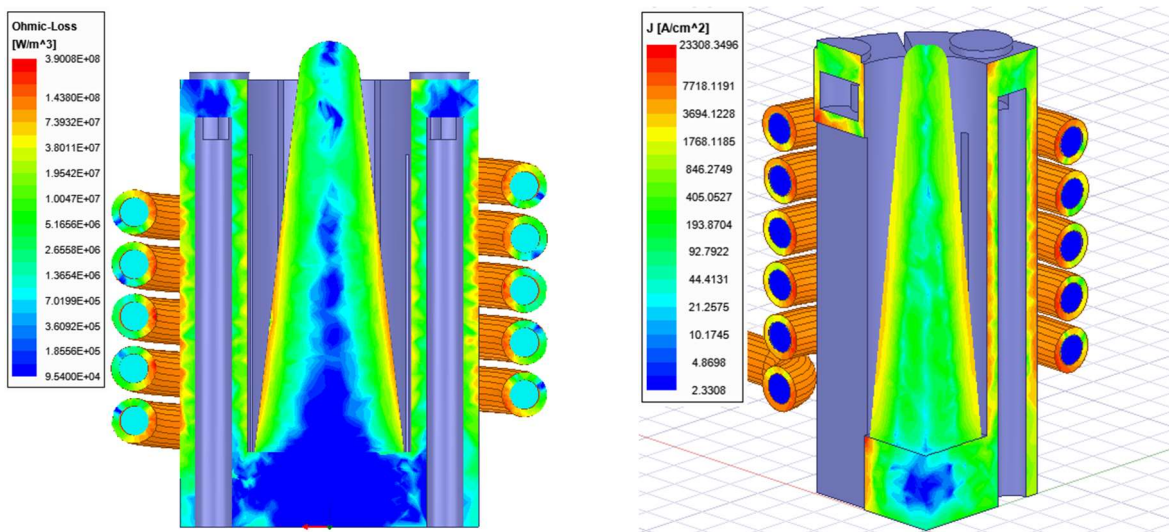 Ohmic-Loss
[W/m^3]
3.9008E+08
1.4380E+08
7.3932E+07
3.8011E+07
1.9542E+07
1.0047E+07
5.1656E+06
2.6558E+06
1.3654E+06
7.0199E+05
3.6092E+05
1.8556E+05
9.5400E+04
J [A/cm^2]
23308.3496
7718.1191
3694.1228
1768.1185
846.2749
405.0527
193.8704
92.7922
44.4131
21.2575
10.1745
4.8698
2.3308